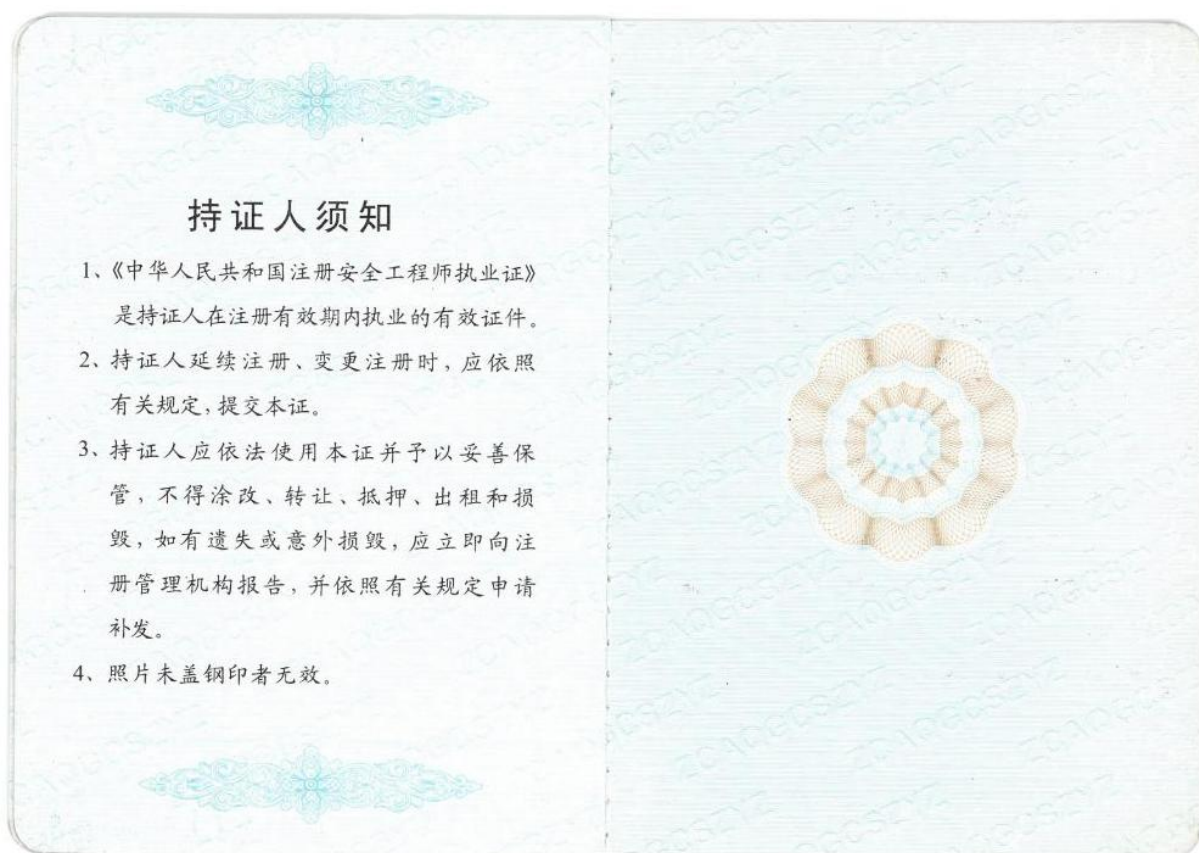 持证人须知
1、《中华人民共和国注册安全工程师执业证》
是持证人在注册有效期内执业的有效证件。
2、持证人延续注册、变更注册时,应依照
有关规定,提交本证。
3、持证人应依法使用本证并予以妥善保
管,不得涂改、转让、抵押、出租和损
毁,如有遗失或意外损毁,应立即向注
册管理机构报告,并依照有关规定申请
补发。
4、照片未盖钢印者无效。
ZCAQGCSZYZ